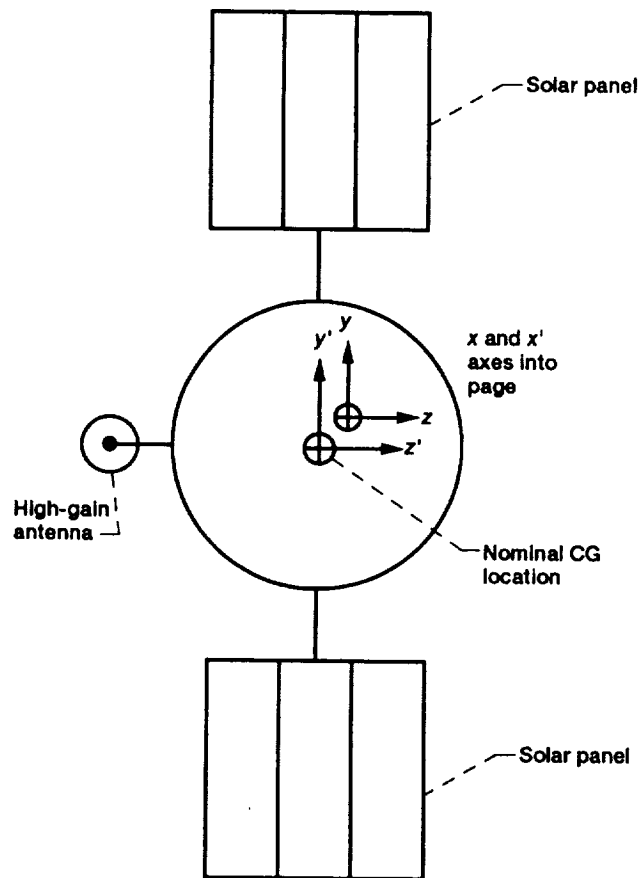 Solar panel
y
y'
x and x'
axes into
page
z
z'
High-gain
antenna
Nominal CG
location
Solar panel